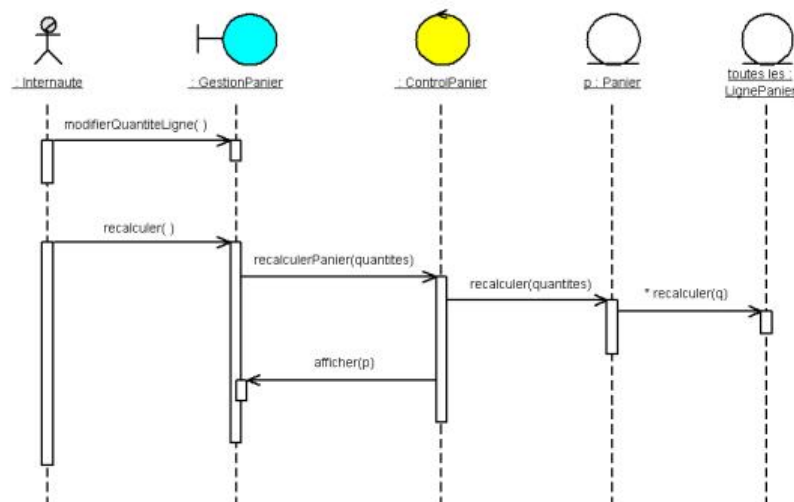 : Internaute
: GestionPanier
: ControlPanier
p : Panier
toutes les :
LignePanier
modifierQuantiteLigne( )
recalculer( )
recalculerPanier(quantites)
recalculer(quantites)
* recalculer(q)
afficher(p)